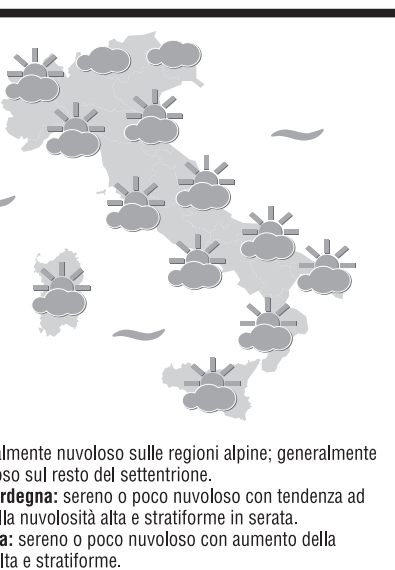 almente nuvoloso sulle regioni alpine; generalmente
oso sul resto del settentrione.
rdegna: sereno o poco nuvoloso con tendenza ad
lla nuvolosità alta e stratiforme in serata.
a: sereno o poco nuvoloso con aumento della
lta e stratiforme.